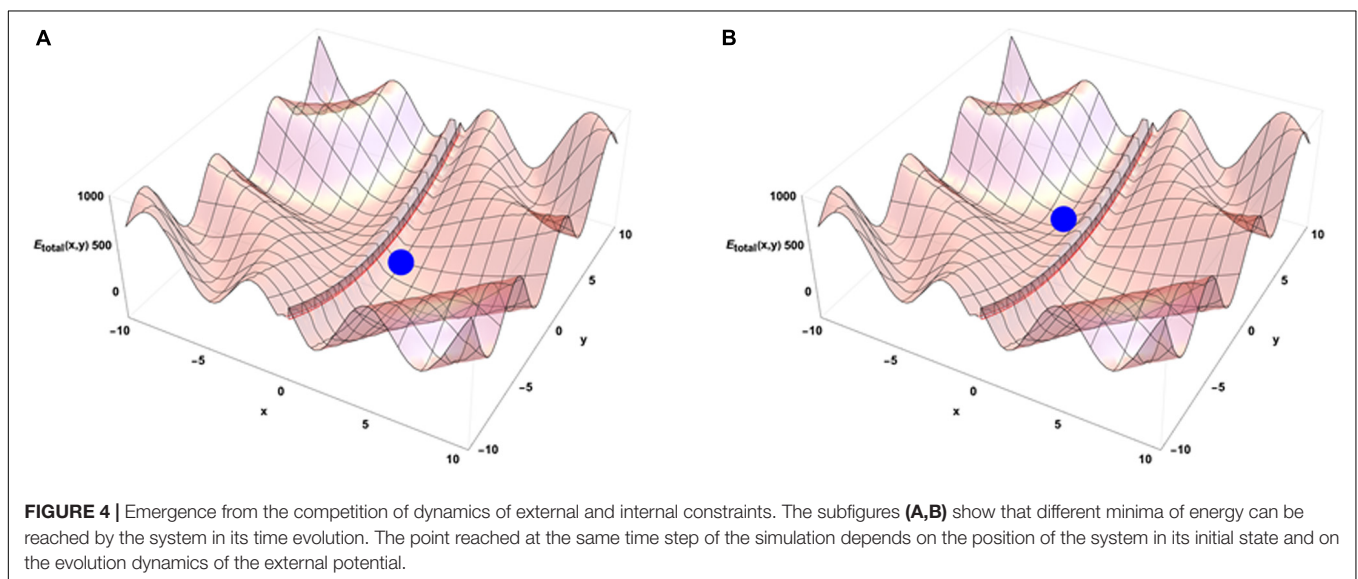 A
B
1000
E_total(x,y) 500
0
-10
-5
0
x
5
10
-10
-5
0
y
5
10
1000
E_total(x,y) 500
0
-10
-5
0
x
5
10
-10
-5
0
y
5
10
FIGURE 4 | Emergence from the competition of dynamics of external and internal constraints. The subfigures (A,B) show that different minima of energy can be
reached by the system in its time evolution. The point reached at the same time step of the simulation depends on the position of the system in its initial state and on
the evolution dynamics of the external potential.